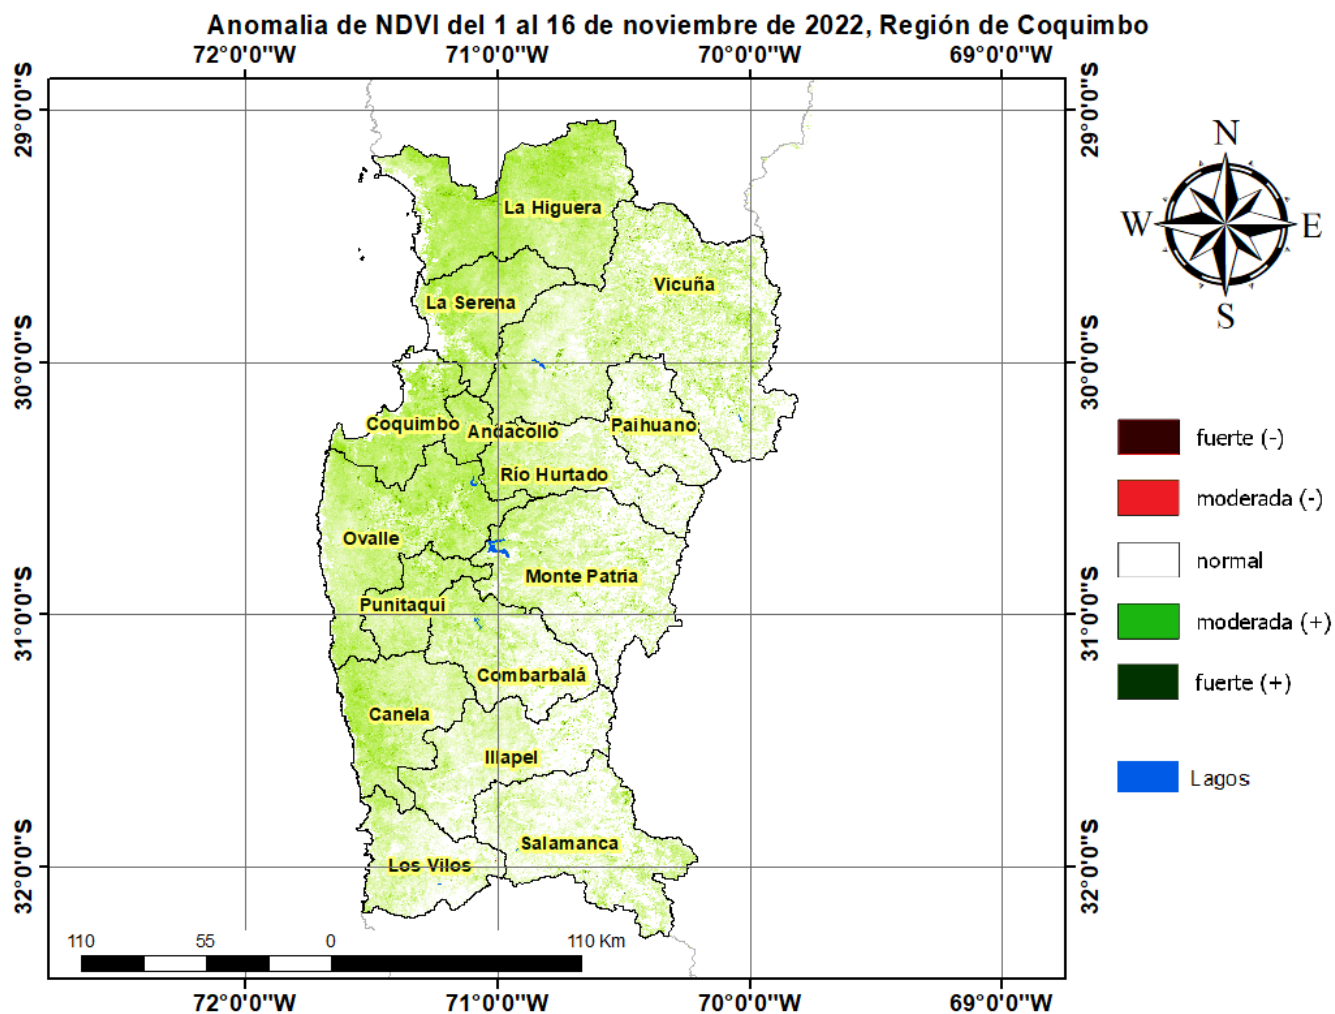 Anomalia de NDVI del 1 al 16 de noviembre de 2022, Región de Coquimbo
72°0'0"W 71°0'0"W 70°0'0"W 69°0'0"W
29°0'0"S 29°0'0"S
N
W E
S
La Higuera
Vicuña
La Serena
30°0'0"S 30°0'0"S
Coquimbo
Andacollo
Paihuano
Río Hurtado
fuerte (-)
moderada (-)
normal
moderada (+)
fuerte (+)
Lagos
Ovalle
Monte Patria
Punitaqui
31°0'0"S 31°0'0"S
Combarbalá
Canela
Illapel
Salamanca
Los Vilos
32°0'0"S 32°0'0"S
110 55 0 110 Km
72°0'0"W 71°0'0"W 70°0'0"W 69°0'0"W